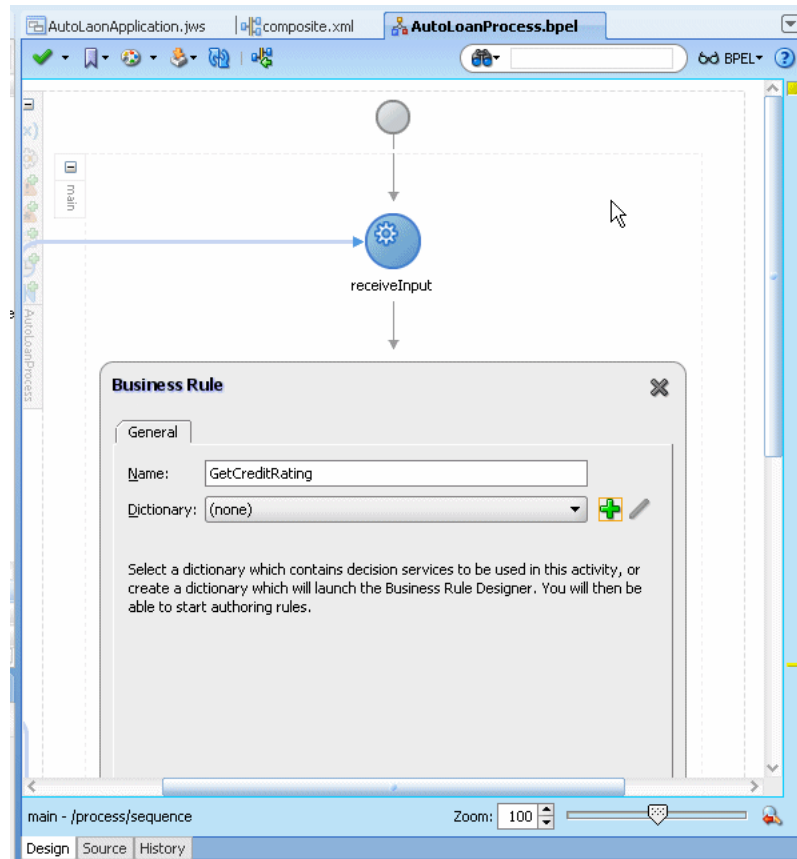 AutoLaonApplication.jws composite.xml AutoLoanProcess.bpel
BPEL
main
receiveInput
AutoLoanProcess
Business Rule
General
Name: GetCreditRating
Dictionary: (none)
Select a dictionary which contains decision services to be used in this activity, or
create a dictionary which will launch the Business Rule Designer. You will then be
able to start authoring rules.
main - /process/sequence Zoom: 100
Design Source History